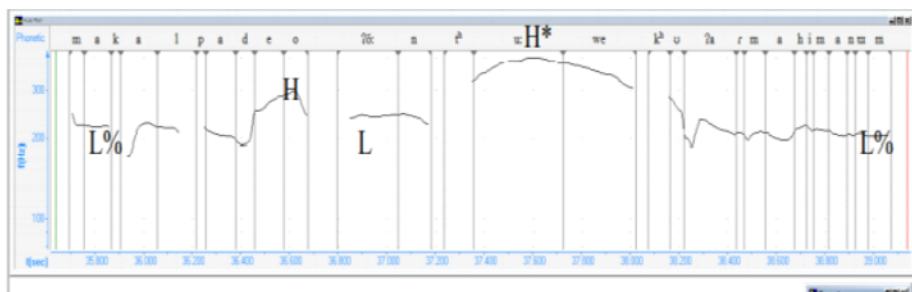 Phonetic m a k a l p a d e o ʔõː n tʰ u we kʰ ʊ ʔa r m a h i m a n ɯ m
H*
300
H
200
L% L L%
100
f(Hz)
t(sec) 35.800 36.000 36.200 36.400 36.600 36.800 37.000 37.200 37.400 37.600 37.800 38.000 38.200 38.400 38.600 38.800 39.000